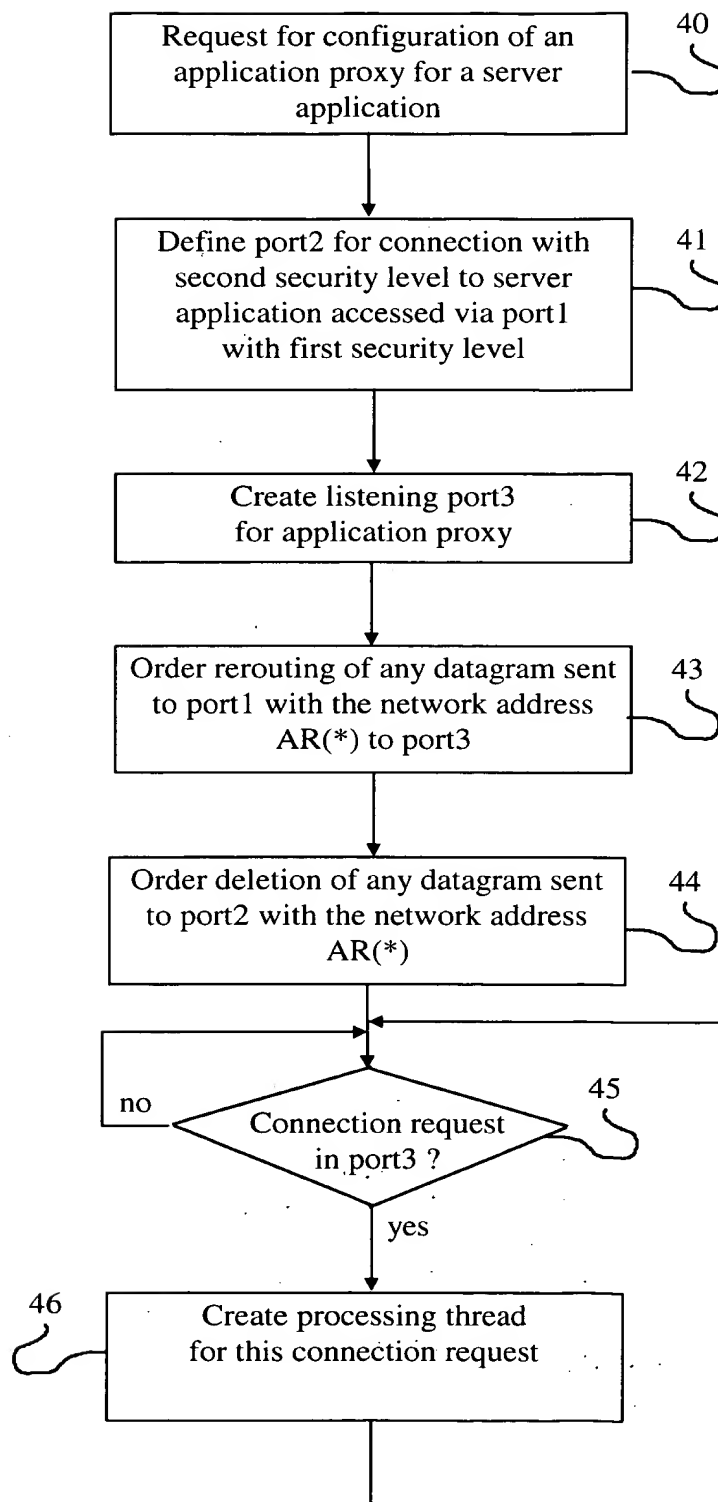 40
Request for configuration of an
application proxy for a server
application
41
Define port2 for connection with
second security level to server
application accessed via port1
with first security level
42
Create listening port3
for application proxy
43
Order rerouting of any datagram sent
to port1 with the network address
AR(*) to port3
44
Order deletion of any datagram sent
to port2 with the network address
AR(*)
45
no
Connection request
in port3 ?
yes
46
Create processing thread
for this connection request